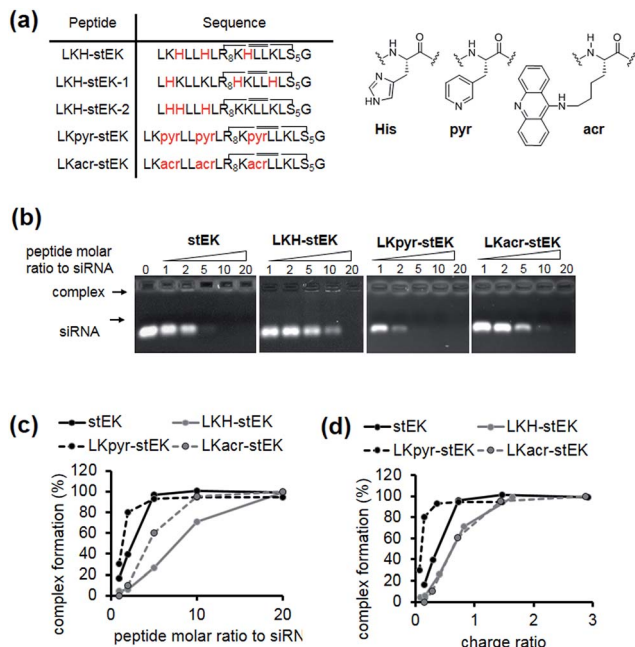 (a)
Peptide Sequence
LKH-stEK LKHLLHLR8KHLLKLS5G
LKH-stEK-1 LHKLLKLR8HKLLHLS5G
LKH-stEK-2 LHHLLHLR8KKLLKLS5G
LKpyr-stEK LKpyrLLpyrLR8KpyrLLKLS5G
LKacr-stEK LKacrLLacrLR8KacrLLKLS5G
H N O
N NH
His
H N O
N
pyr
H N O
N NH
acr
(b)
peptide molar
ratio to siRNA
stEK LKH-stEK LKpyr-stEK LKacr-stEK
0 1 2 5 10 20 1 2 5 10 20 1 2 5 10 20 1 2 5 10 20
complex
siRNA
(c)
stEK LKH-stEK
LKpyr-stEK LKacr-stEK
complex formation (%)
120
100
80
60
40
20
0
0 10 20
peptide molar ratio to siRN
(d)
stEK LKH-stEK
LKpyr-stEK LKacr-stEK
complex formation (%)
120
100
80
60
40
20
0
0 1 2 3
charge ratio